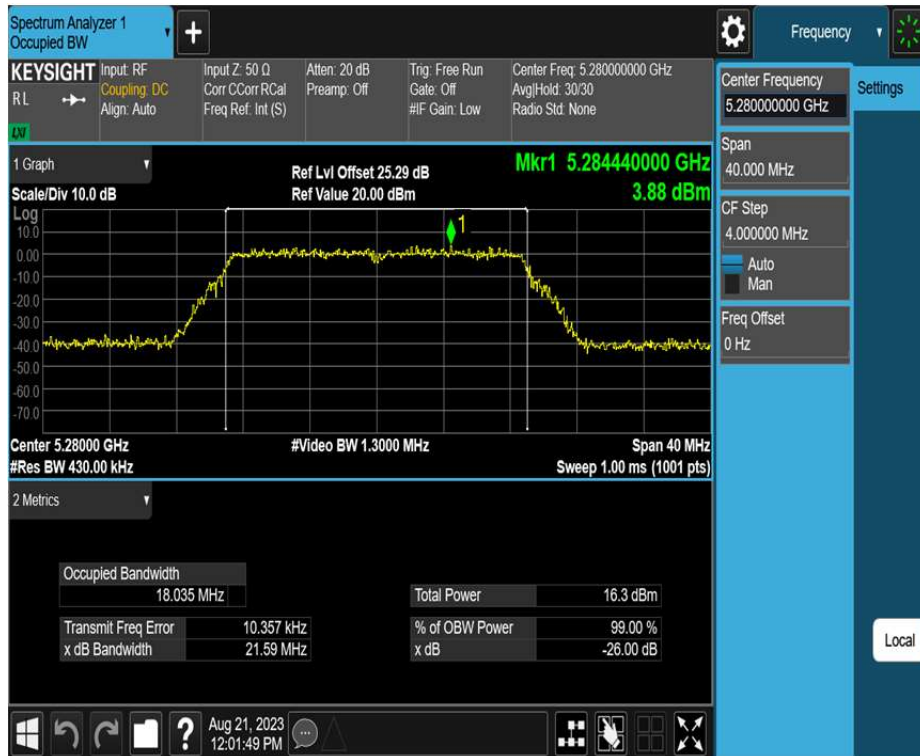 Spectrum Analyzer 1
Occupied BW
+
Frequency
KEYSIGHT
RL
LXI
Input: RF
Coupling: DC
Align: Auto
Input Z: 50 Ω
Corr CCorr RCal
Freq Ref: Int (S)
Atten: 20 dB
Preamp: Off
Trig: Free Run
Gate: Off
#IF Gain: Low
Center Freq: 5.280000000 GHz
Avg|Hold: 30/30
Radio Std: None
Center Frequency
5.280000000 GHz
Settings
Span
40.000 MHz
CF Step
4.000000 MHz
Auto
Man
Freq Offset
0 Hz
Local
1 Graph
Scale/Div 10.0 dB
Ref Lvl Offset 25.29 dB
Ref Value 20.00 dBm
Mkr1 5.284440000 GHz
3.88 dBm
Log
10.0
0.00
-10.0
-20.0
-30.0
-40.0
-50.0
-60.0
-70.0
1
Center 5.28000 GHz
#Res BW 430.00 kHz
#Video BW 1.3000 MHz
Span 40 MHz
Sweep 1.00 ms (1001 pts)
2 Metrics
Occupied Bandwidth
18.035 MHz
Transmit Freq Error 10.357 kHz
x dB Bandwidth 21.59 MHz
Total Power 16.3 dBm
% of OBW Power 99.00 %
x dB -26.00 dB
?
Aug 21, 2023
12:01:49 PM